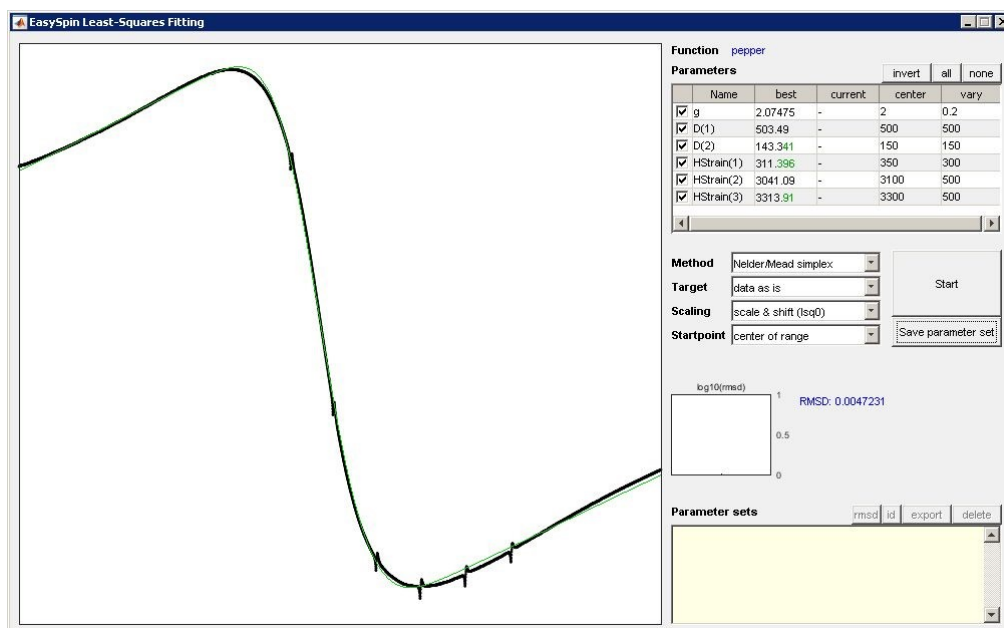 EasySpin Least-Squares Fitting
Function pepper
Parameters invert all none
Name best current center vary
g 2.07475 - 2 0.2
D(1) 503.49 - 500 500
D(2) 143.341 - 150 150
HStrain(1) 311.396 - 350 300
HStrain(2) 3041.09 - 3100 500
HStrain(3) 3313.91 - 3300 500
Method Nelder/Mead simplex
Target data as is
Scaling scale & shift (lsq0)
Startpoint center of range
Start
Save parameter set
log10(rmsd)
1
RMSD: 0.0047231
0.5
0
Parameter sets rmsd id export delete